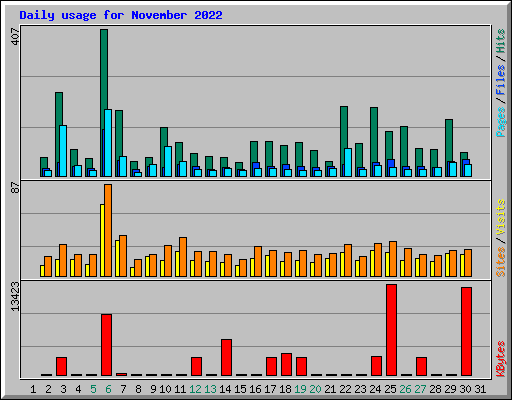 Daily usage for November 2022
407
Pages / Files / Hits
87
Sites / Visits
13423
KBytes
1 2 3 4 5 6 7 8 9 10 11 12 13 14 15 16 17 18 19 20 21 22 23 24 25 26 27 28 29 30 31